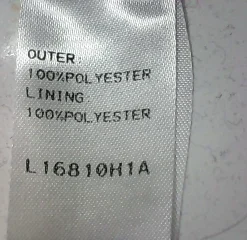 OUTER
100%POLYESTER
LINING
100%POLYESTER
L16810H1A